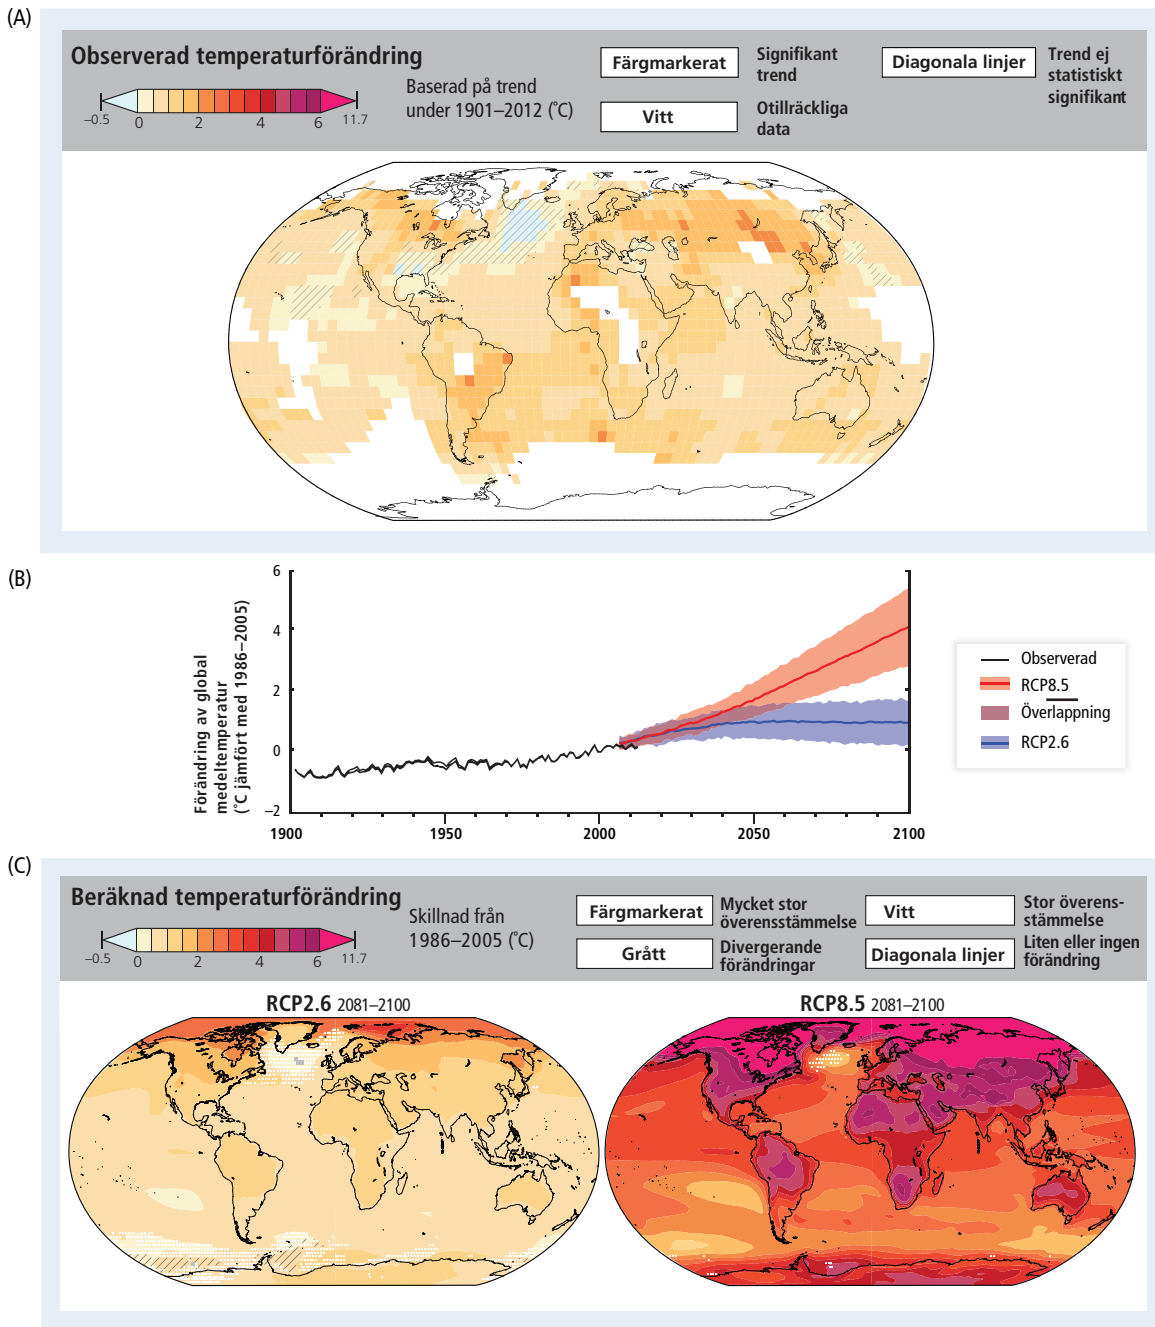 (A)
Observerad temperaturförändring
Baserad på trend
under 1901–2012 (˚C)
–0.5 0 2 4 6 11.7
Färgmarkerat
Signifikant
trend
Vitt
Otillräckliga
data
Diagonala linjer
Trend ej
statistiskt
signifikant
(B)
Förändring av global
medeltemperatur
(˚C jämfört med 1986–2005)
6
4
2
0
–2
1900 1950 2000 2050 2100
Observerad
RCP8.5
Överlappning
RCP2.6
(C)
Beräknad temperaturförändring
Skillnad från
1986–2005 (˚C)
–0.5 0 2 4 6 11.7
Färgmarkerat
Mycket stor
överensstämmelse
Grått
Divergerande
förändringar
Vitt
Stor överens-
stämmelse
Diagonala linjer
Liten eller ingen
förändring
RCP2.6 2081–2100
RCP8.5 2081–2100